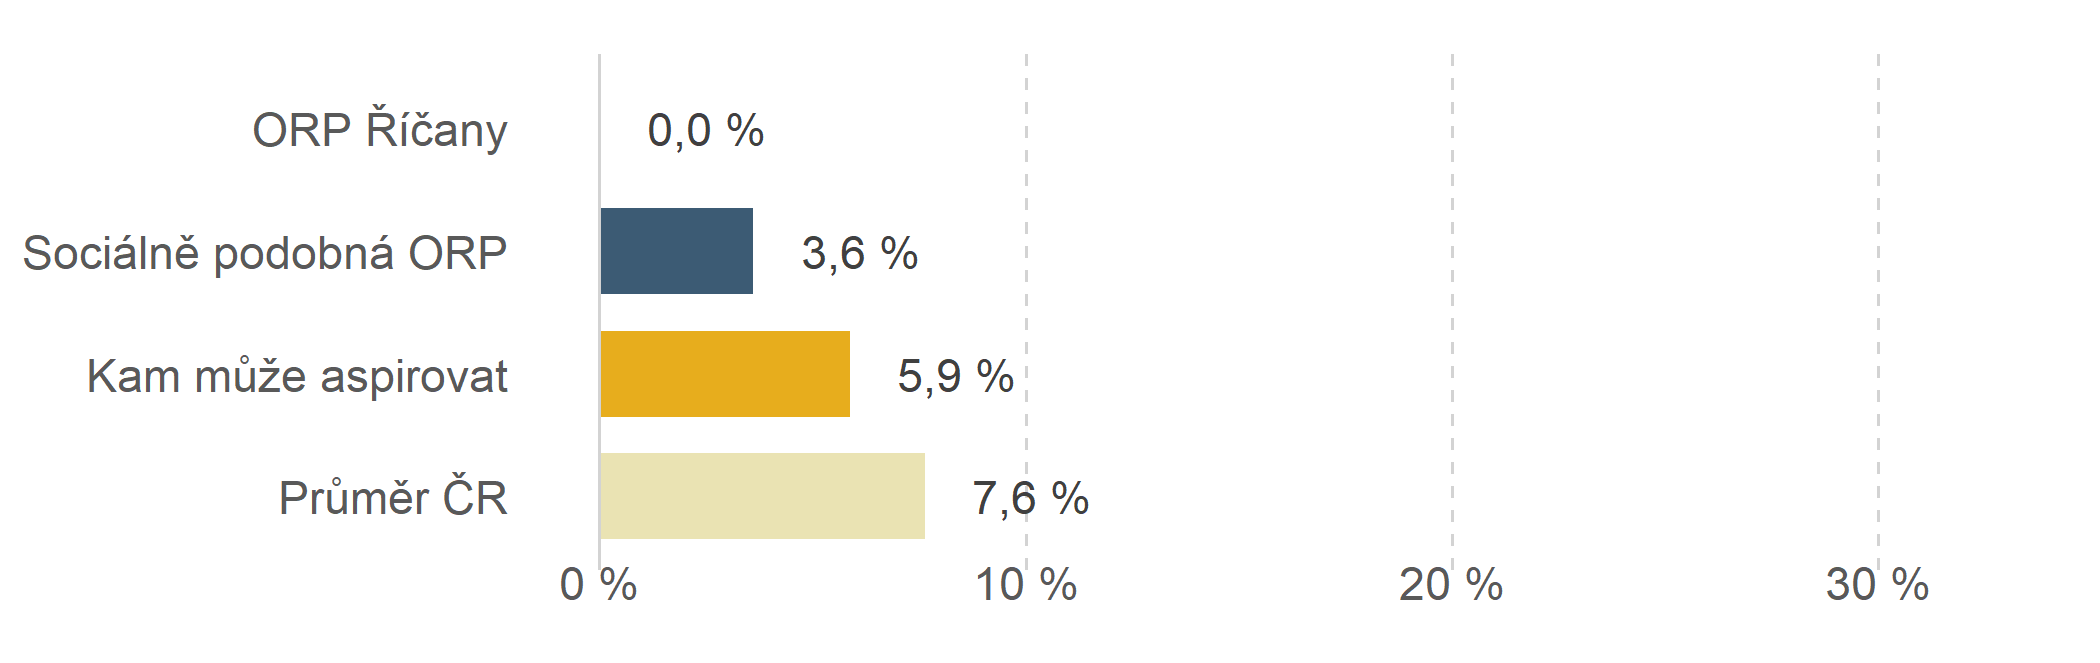 ORP Říčany 0,0 %
Sociálně podobná ORP 3,6 %
Kam může aspirovat 5,9 %
Průměr ČR 7,6 %
0 % 10 % 20 % 30 %